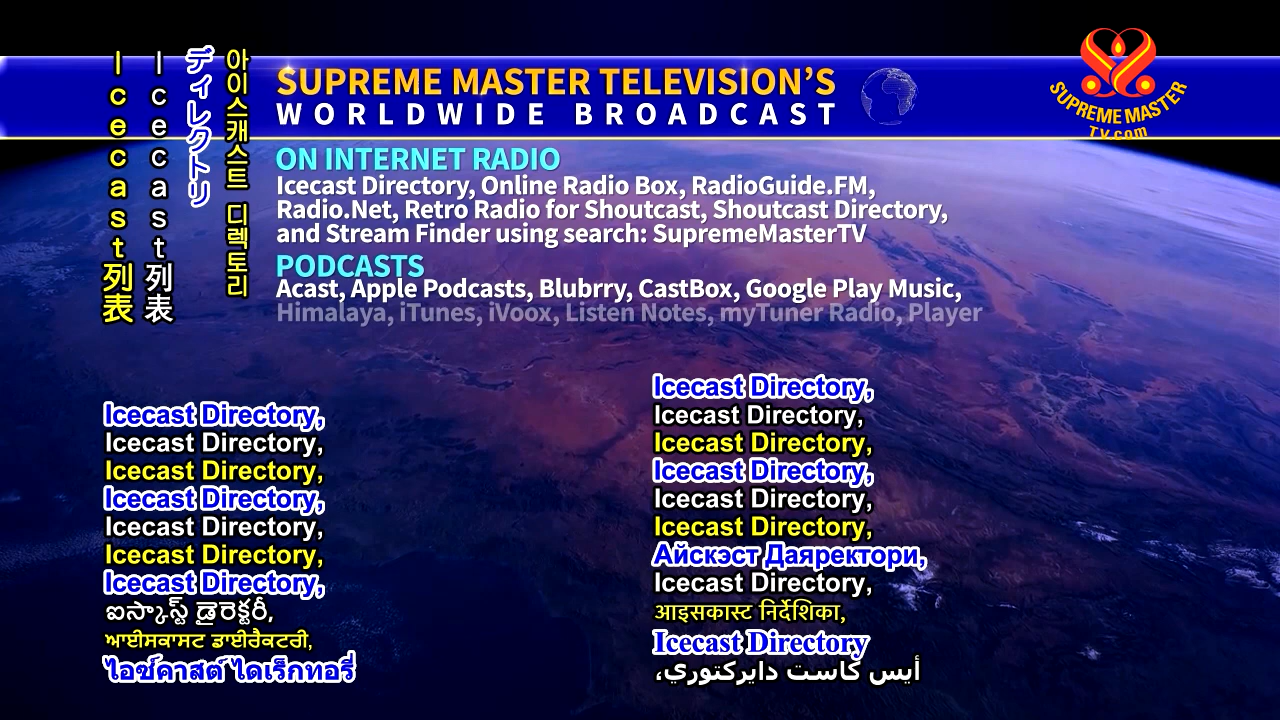 Icecast列表
Icecast列表
ディレクトリ
아이스캐스트 디렉토리
SUPREME MASTER TELEVISION’S
WORLDWIDE BROADCAST
SUPREME MASTER
TV.com
ON INTERNET RADIO
Icecast Directory, Online Radio Box, RadioGuide.FM,
Radio.Net, Retro Radio for Shoutcast, Shoutcast Directory,
and Stream Finder using search: SupremeMasterTV
PODCASTS
Acast, Apple Podcasts, Blubrry, CastBox, Google Play Music,
Himalaya, iTunes, iVoox, Listen Notes, myTuner Radio, Player
Icecast Directory,
Icecast Directory,
Icecast Directory,
Icecast Directory,
Icecast Directory,
Icecast Directory,
Icecast Directory,
ఐస్కాస్ట్ డైరెక్టరీ,
ਆਈਸਕਾਸਟ ਡਾਈਰੈਕਟਰੀ,
ไอซ์คาสต์ ไดเร็กทอรี่
Icecast Directory,
Icecast Directory,
Icecast Directory,
Icecast Directory,
Icecast Directory,
Icecast Directory,
Айскэст Даяректори,
Icecast Directory,
आइसकास्ट निर्देशिका,
Icecast Directory
أيس كاست دايركتوري،